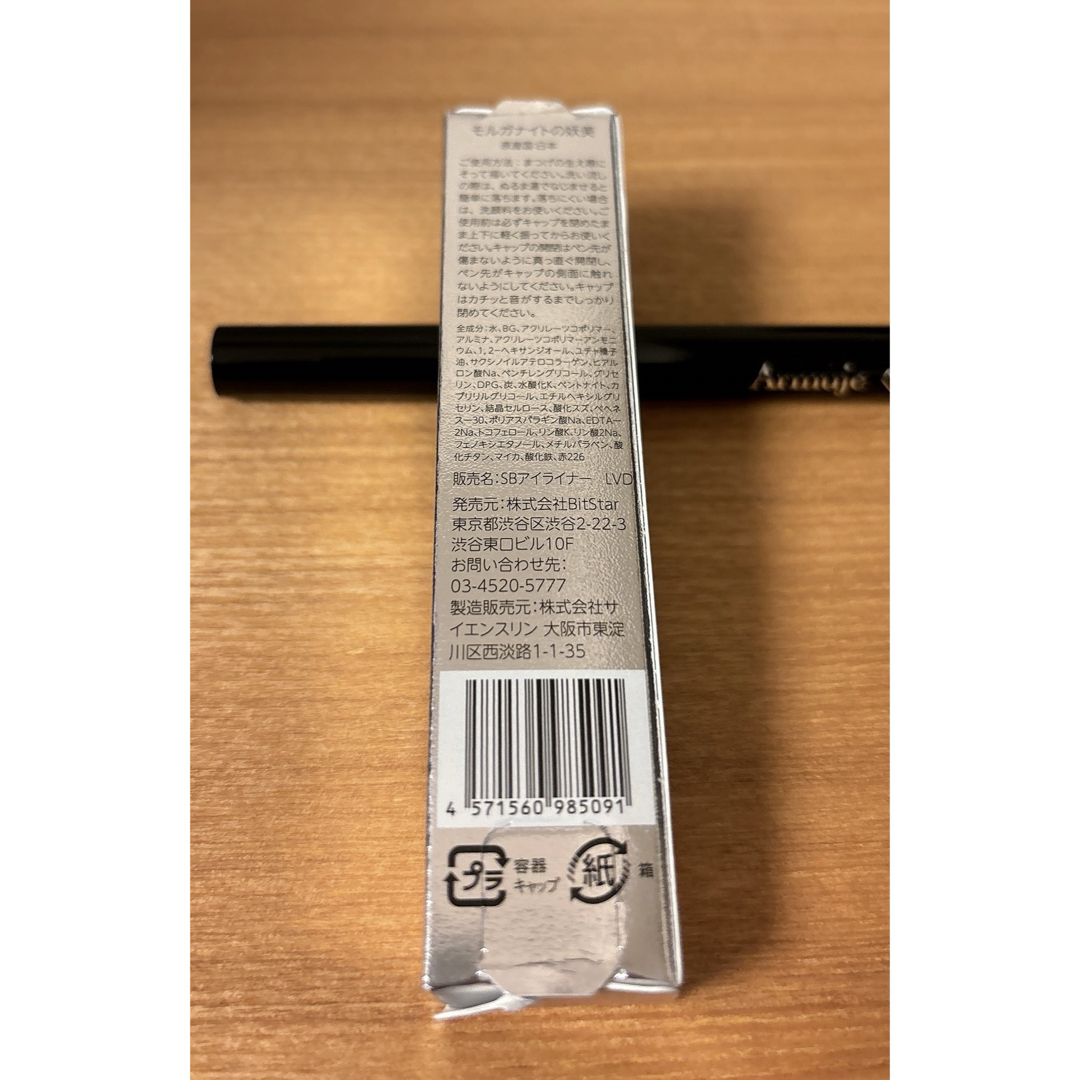 モルガナイトの妖美
原産国:日本
ご使用方法：まつげの生え際に
そって描いてください。洗い流し
の際は、ぬるま湯でなじませると
簡単に落ちます。落ちにくい場合
は、洗顔料をお使いください。ご
使用前は必ずキャップを閉めたま
ま上下に軽く振ってからお使いく
ださい。キャップの開閉はペン先が
傷まないように真っ直ぐ開閉し、
ペン先がキャップの側面に触れ
ないようにしてください。キャップ
はカチッと音がするまでしっかり
閉めてください。
全成分：水、BG、アクリレーツコポリマー、
アルミナ、アクリレーツコポリマーアンモニ
ウム、1,2-ヘキサンジオール、ユチャ種子
油、サクシノイルアテロコラーゲン、ヒアル
ロン酸Na、ペンチレングリコール、グリセ
リン、DPG、炭、水酸化K、ベントナイト、カ
プリリルグリコール、エチルヘキシルグリ
セリン、結晶セルロース、酸化スズ、ベヘネ
ス-30、ポリアスパラギン酸Na、EDTA-
2Na、トコフェロール、リン酸K、リン酸2Na、
フェノキシエタノール、メチルパラベン、酸
化チタン、マイカ、酸化鉄、赤226
販売名：SBアイライナー LVD
発売元：株式会社BitStar
東京都渋谷区渋谷2-22-3
渋谷東口ビル10F
お問い合わせ先：
03-4520-5777
製造販売元：株式会社サ
イエンスリン 大阪市東淀
川区西淡路1-1-35
4 571560 985091
プラ 容器 キャップ 紙 箱
Armuje